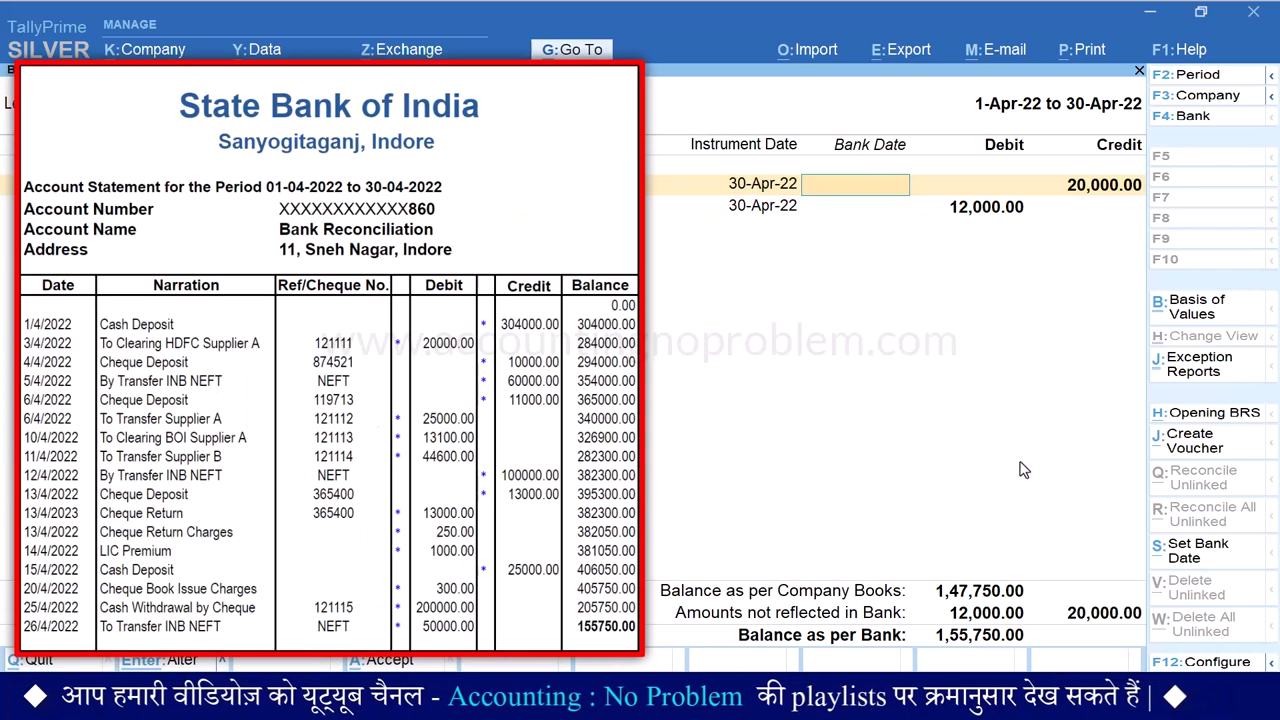 TallyPrime MANAGE
SILVER K:Company Y:Data Z:Exchange G:Go To O:Import E:Export M:E-mail P:Print F1:Help
State Bank of India
Sanyogitaganj, Indore
Account Statement for the Period 01-04-2022 to 30-04-2022
Account Number XXXXXXXXXXXX860
Account Name Bank Reconciliation
Address 11, Sneh Nagar, Indore
Date Narration Ref/Cheque No. Debit Credit Balance
0.00
1/4/2022 Cash Deposit * 304000.00 304000.00
3/4/2022 To Clearing HDFC Supplier A 121111 * 20000.00 284000.00
4/4/2022 Cheque Deposit 874521 * 10000.00 294000.00
5/4/2022 By Transfer INB NEFT NEFT * 60000.00 354000.00
6/4/2022 Cheque Deposit 119713 * 11000.00 365000.00
6/4/2022 To Transfer Supplier A 121112 * 25000.00 340000.00
10/4/2022 To Clearing BOI Supplier A 121113 * 13100.00 326900.00
11/4/2022 To Transfer Supplier B 121114 * 44600.00 282300.00
12/4/2022 By Transfer INB NEFT NEFT * 100000.00 382300.00
13/4/2022 Cheque Deposit 365400 * 13000.00 395300.00
13/4/2023 Cheque Return 365400 * 13000.00 382300.00
13/4/2022 Cheque Return Charges * 250.00 382050.00
14/4/2022 LIC Premium * 1000.00 381050.00
15/4/2022 Cash Deposit * 25000.00 406050.00
20/4/2022 Cheque Book Issue Charges * 300.00 405750.00
25/4/2022 Cash Withdrawal by Cheque 121115 * 200000.00 205750.00
26/4/2022 To Transfer INB NEFT NEFT * 50000.00 155750.00
1-Apr-22 to 30-Apr-22
Instrument Date Bank Date Debit Credit
30-Apr-22 20,000.00
30-Apr-22 12,000.00
www.accountingnoproblem.com
Balance as per Company Books: 1,47,750.00
Amounts not reflected in Bank: 12,000.00 20,000.00
Balance as per Bank: 1,55,750.00
F2: Period
F3: Company
F4: Bank
F5
F6
F7
F8
F9
F10
B: Basis of
Values
H: Change View
J: Exception
Reports
H: Opening BRS
J: Create
Voucher
Q: Reconcile
Unlinked
R: Reconcile All
Unlinked
S: Set Bank
Date
V: Delete
Unlinked
W: Delete All
Unlinked
F12: Configure
Q: Quit Enter: Alter A: Accept
आप हमारी वीडियोज़ को यूट्यूब चैनल - Accounting : No Problem की playlists पर क्रमानुसार देख सकते हैं |